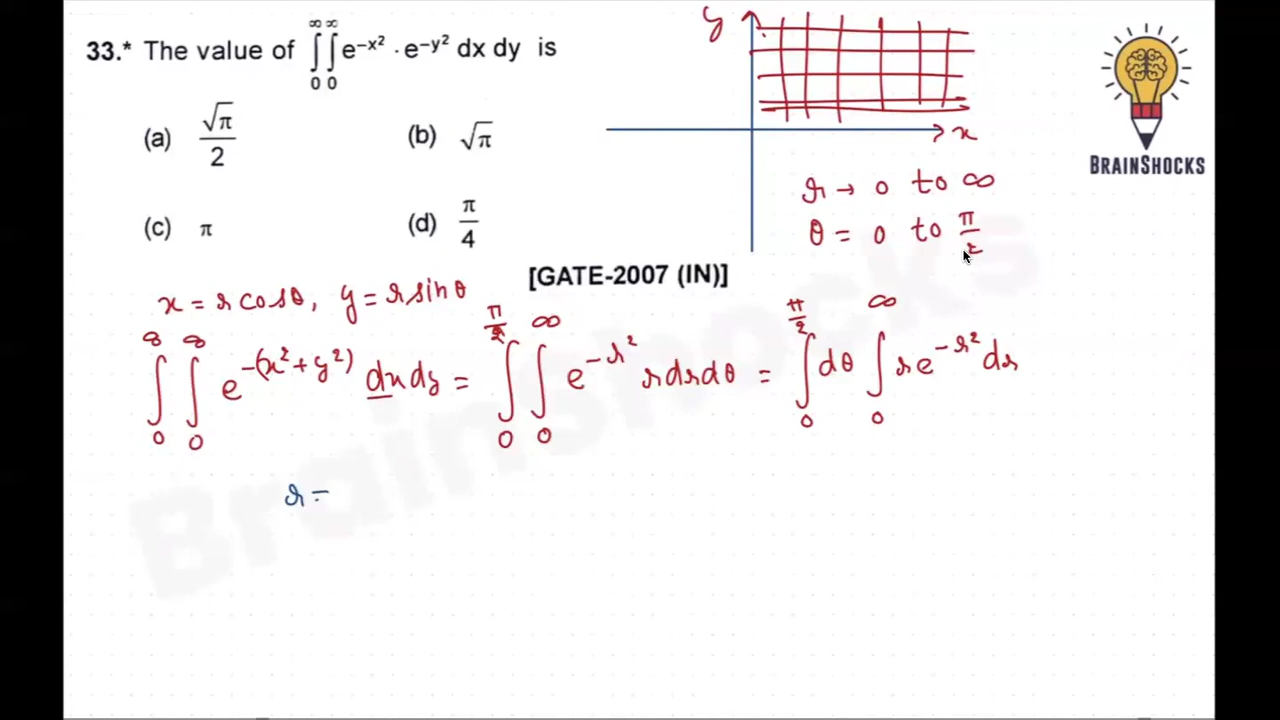 33.* The value of ∫₀^∞ ∫₀^∞ e^(-x²) · e^(-y²) dx dy is
(a) √π/2
(b) √π
(c) π
(d) π/4
[GATE-2007 (IN)]
y
x
BRAINSHOCKS
r → 0 to ∞
θ = 0 to π/2
x = r cosθ, y = r sinθ
∫₀^∞ ∫₀^∞ e^(-(x²+y²)) dxdy = ∫₀^(π/2) ∫₀^∞ e^(-r²) r dr dθ = ∫₀^(π/2) dθ ∫₀^∞ r e^(-r²) dr
r =
Brainshocks